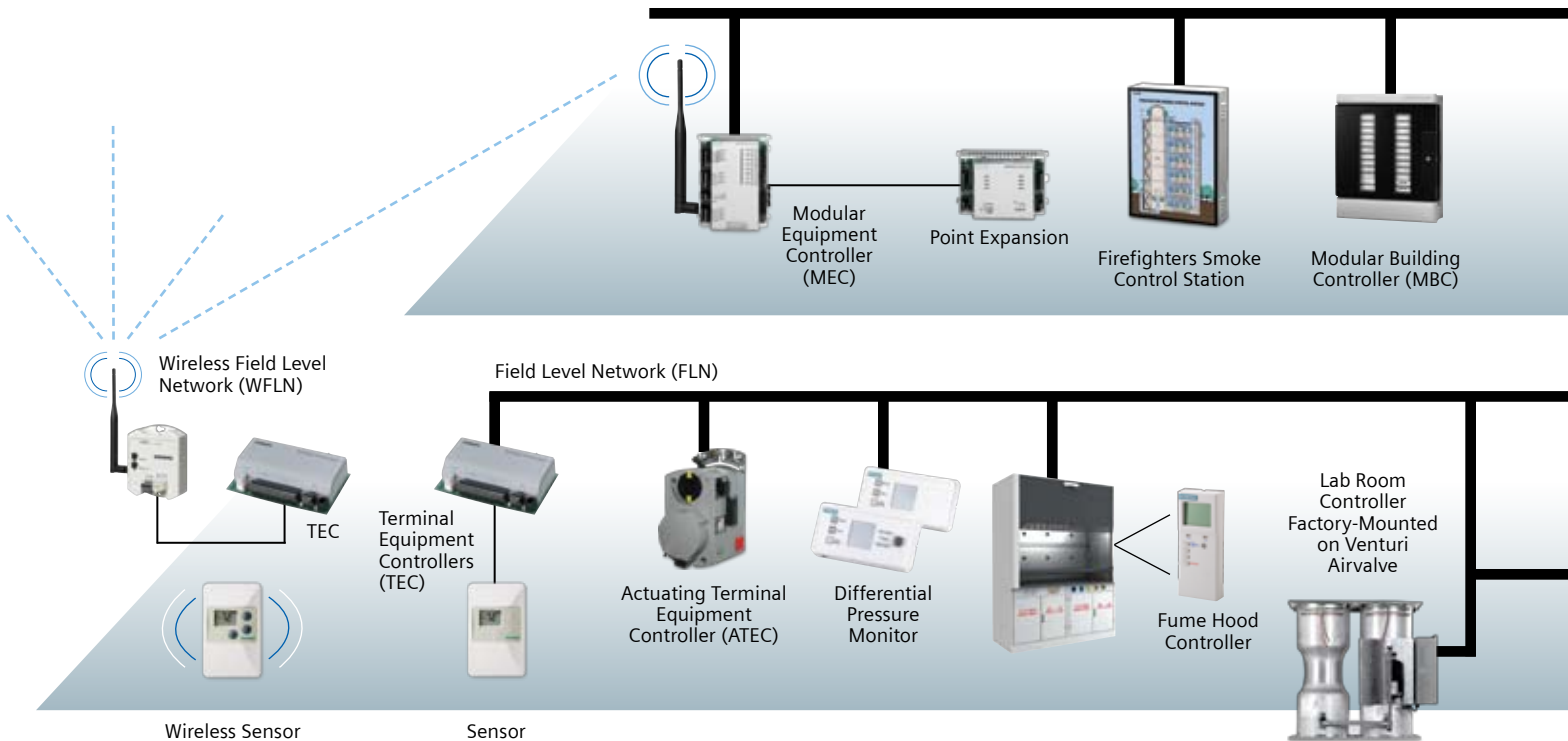 Modular
Equipment
Controller
(MEC)
Point Expansion
Firefighters Smoke
Control Station
Modular Building
Controller (MBC)
Wireless Field Level
Network (WFLN)
Field Level Network (FLN)
TEC
Terminal
Equipment
Controllers
(TEC)
Actuating Terminal
Equipment
Controller (ATEC)
Differential
Pressure
Monitor
Fume Hood
Controller
Lab Room
Controller
Factory-Mounted
on Venturi
Airvalve
Wireless Sensor
Sensor